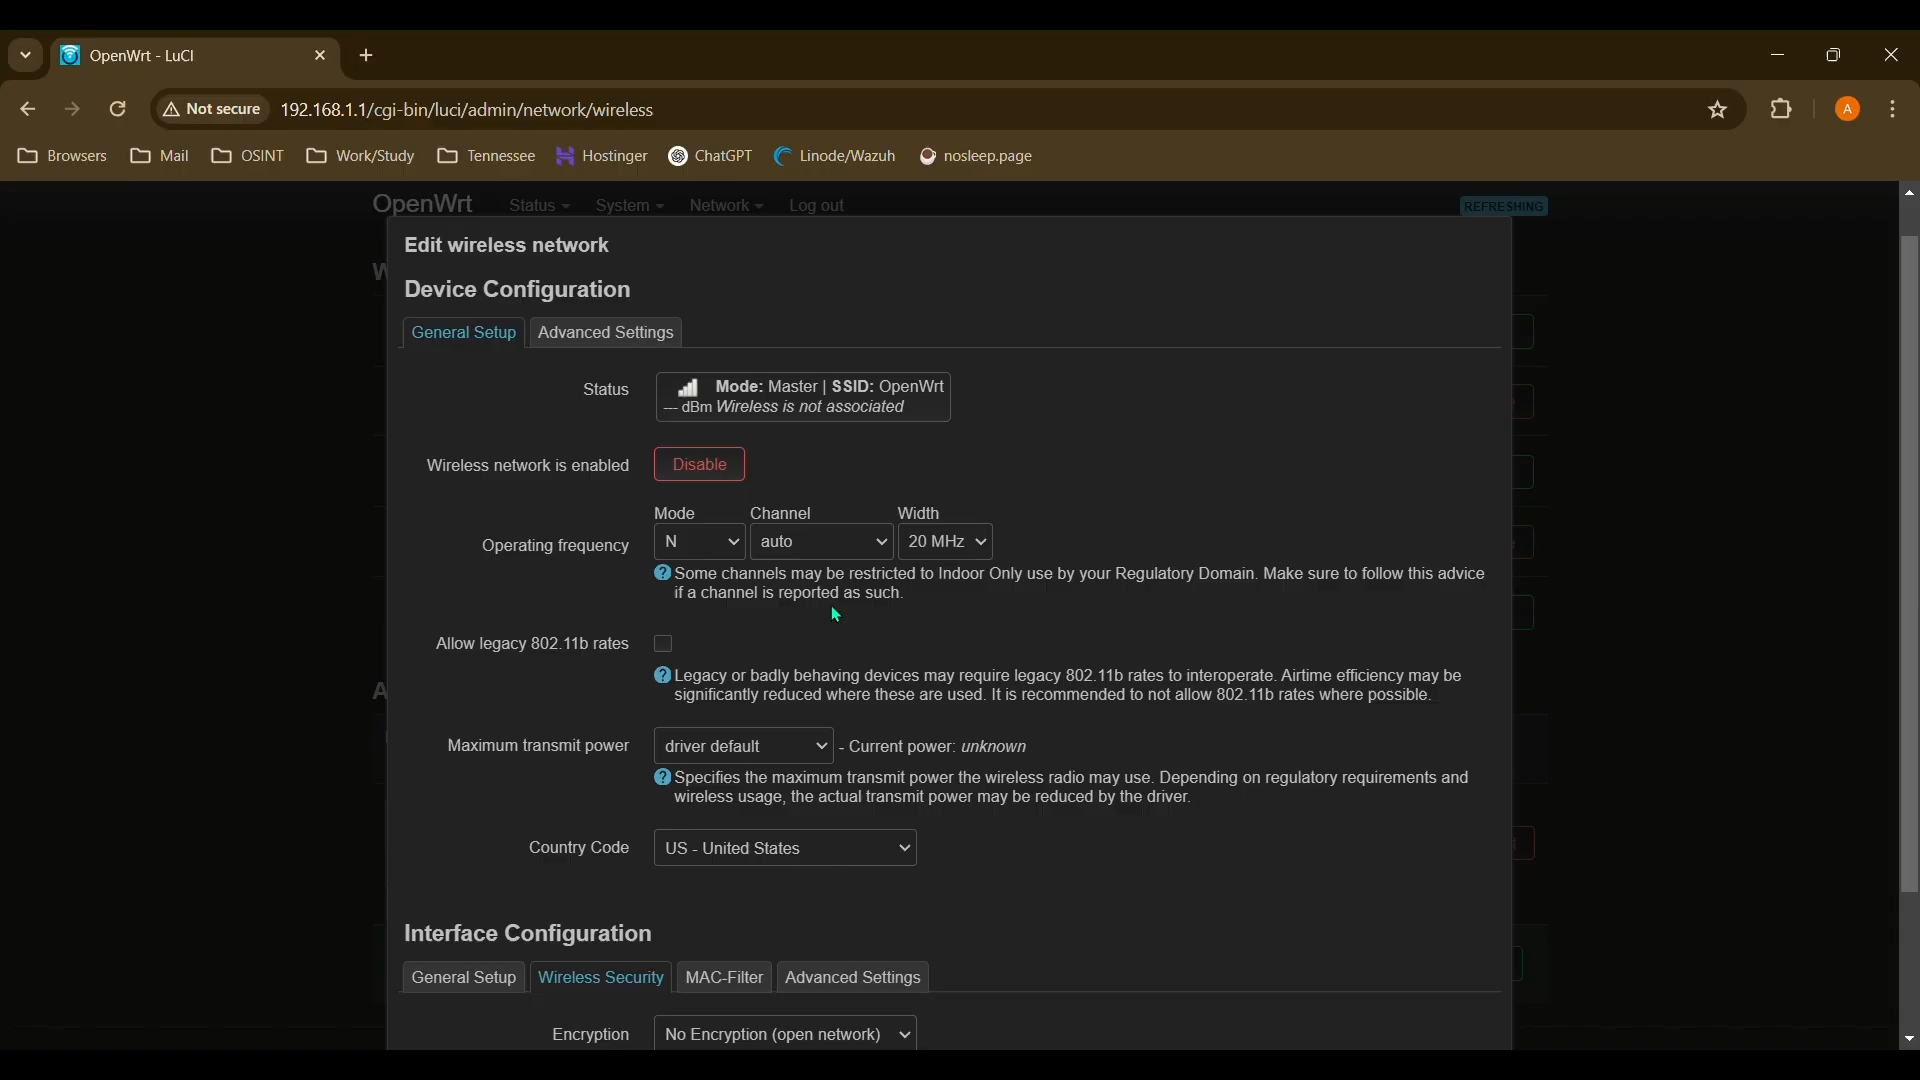 OpenWrt - LuCI
Not secure 192.168.1.1/cgi-bin/luci/admin/network/wireless A
Browsers Mail OSINT Work/Study Tennessee Hostinger ChatGPT Linode/Wazuh nosleep.page
OpenWrt Status System Network Log out REFRESHING
Edit wireless network
Device Configuration
General Setup Advanced Settings
Status
Mode: Master | SSID: OpenWrt
--- dBm Wireless is not associated
Wireless network is enabled Disable
Mode Channel Width
Operating frequency N auto 20 MHz
Some channels may be restricted to Indoor Only use by your Regulatory Domain. Make sure to follow this advice
if a channel is reported as such.
Allow legacy 802.11b rates
Legacy or badly behaving devices may require legacy 802.11b rates to interoperate. Airtime efficiency may be
significantly reduced where these are used. It is recommended to not allow 802.11b rates where possible.
Maximum transmit power driver default - Current power: unknown
Specifies the maximum transmit power the wireless radio may use. Depending on regulatory requirements and
wireless usage, the actual transmit power may be reduced by the driver.
Country Code US - United States
Interface Configuration
General Setup Wireless Security MAC-Filter Advanced Settings
Encryption No Encryption (open network)